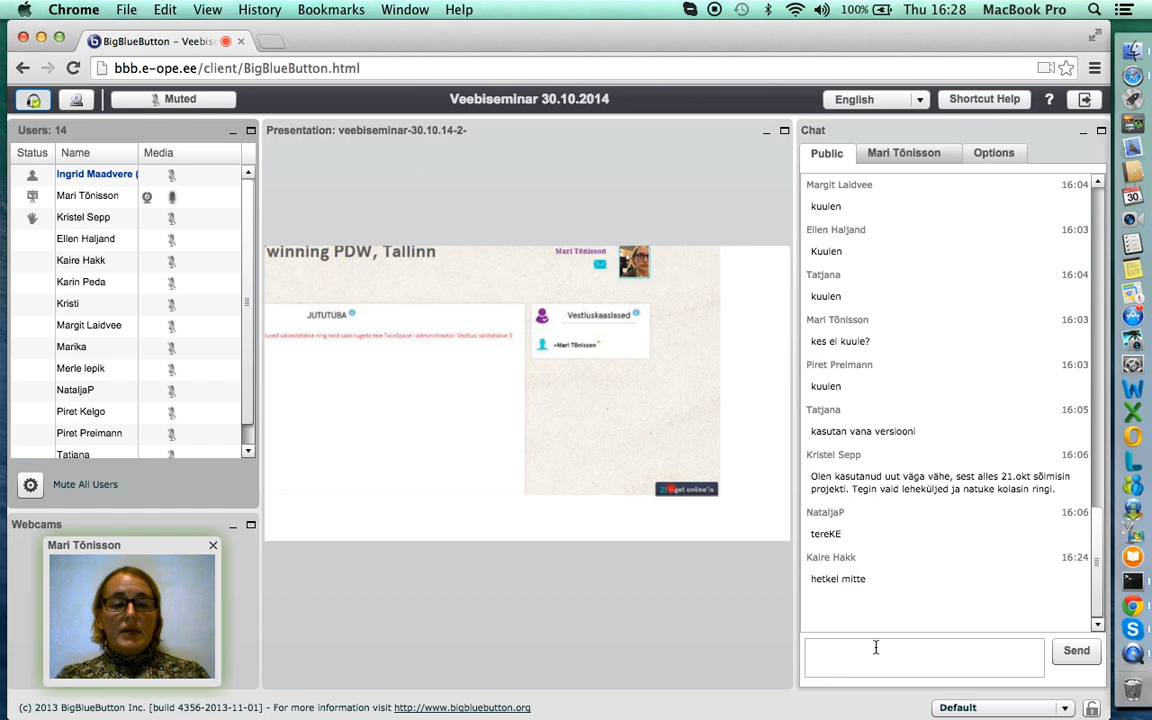 Chrome File Edit View History Bookmarks Window Help 100% Thu 16:28 MacBook Pro
BigBlueButton – Veebis
bbb.e-ope.ee/client/BigBlueButton.html
Muted Veebiseminar 30.10.2014 English Shortcut Help ?
Users: 14
Status Name Media
Ingrid Maadvere (
Mari Tõnisson
Kristel Sepp
Ellen Haljand
Kaire Hakk
Karin Peda
Kristi
Margit Laidvee
Marika
Merle lepik
NataljaP
Piret Kelgo
Piret Preimann
Tatjana
Mute All Users
Webcams
Mari Tõnisson
Presentation: veebiseminar-30.10.14-2-
winning PDW, Tallinn
Mari Tõnisson
JUTUTUBA
Vestluskaaslased
~Mari Tõnisson
Chat
Public Mari Tõnisson Options
Margit Laidvee 16:04
kuulen
Ellen Haljand 16:03
Kuulen
Tatjana 16:04
kuulen
Mari Tõnisson 16:03
kes ei kuule?
Piret Preimann 16:03
kuulen
Tatjana 16:05
kasutan vana versiooni
Kristel Sepp 16:06
Olen kasutanud uut väga vähe, sest alles 21.okt sõlmisin
projekti. Tegin vaid leheküljed ja natuke kolasin ringi.
NataljaP 16:06
tereKE
Kaire Hakk 16:24
hetkel mitte
Send
(c) 2013 BigBlueButton Inc. [build 4356-2013-11-01] - For more information visit http://www.bigbluebutton.org
Default